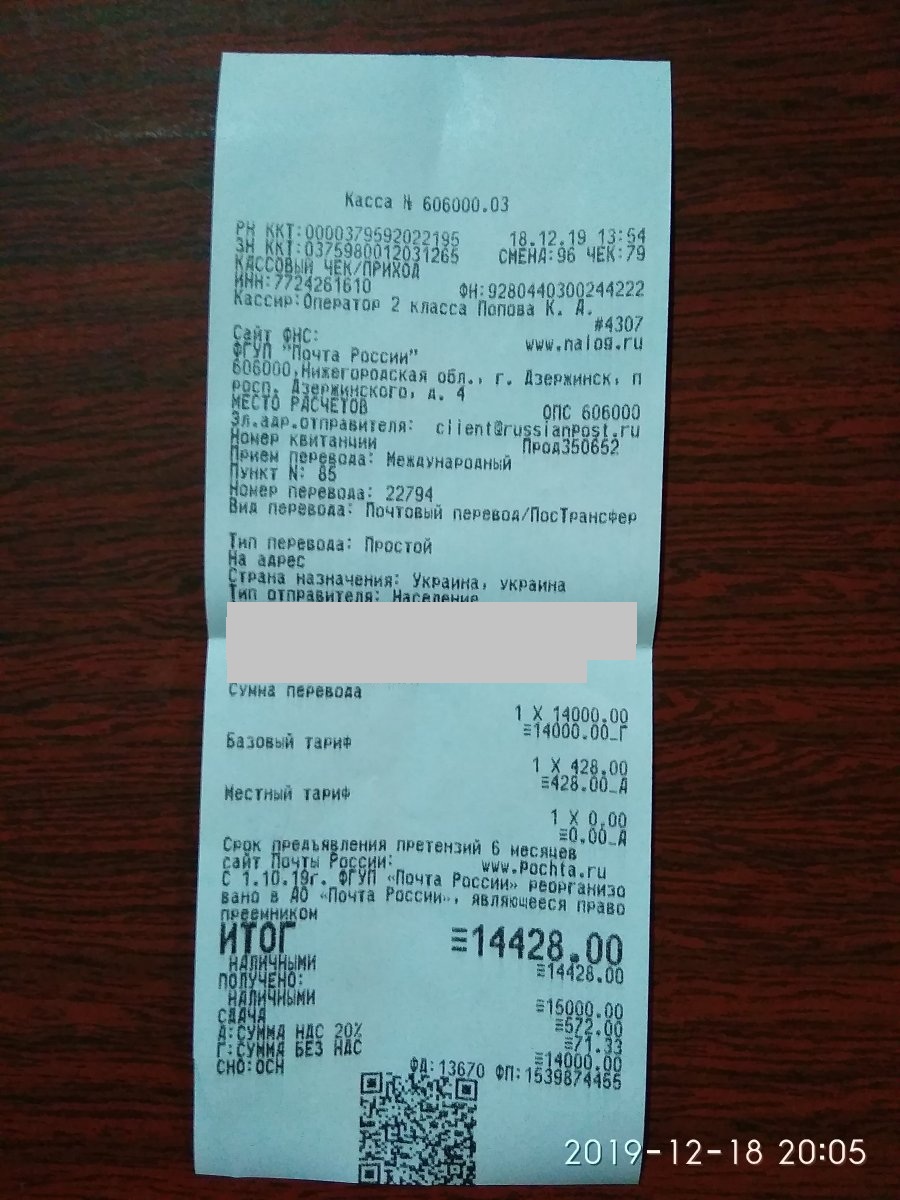 Касса № 606000.03
РН ККТ:0000379592022195 18.12.19 13:54
ЗН ККТ:0375980012031265 СМЕНА:96 ЧЕК:79
КАССОВЫЙ ЧЕК/ПРИХОД
ИНН:7724261610 ФН:9280440300244222
Кассир:Оператор 2 класса Попова К. А.
#4307
Сайт ФНС: www.nalog.ru
ФГУП "Почта России"
606000,Нижегородская обл., г. Дзержинск, п
росп. Дзержинского, д. 4
МЕСТО РАСЧЕТОВ ОПС 606000
Эл.адр.отправителя: client@russianpost.ru
Номер квитанции Прод350652
Прием перевода: Международный
Пункт N: 85
Номер перевода: 22794
Вид перевода: Почтовый перевод/ПосТрансфер
Тип перевода: Простой
На адрес
Страна назначения: Украина, украина
Тип отправителя: Население
Сумма перевода
1 X 14000.00
≡14000.00_Г
Базовый тариф
1 X 428.00
≡428.00_А
Местный тариф
1 X 0.00
≡0.00_А
Срок предъявления претензий 6 месяцев
сайт Почты России: www.pochta.ru
С 1.10.19г. ФГУП «Почта России» реорганизо
вано в АО «Почта России», являющееся право
преемником
ИТОГ ≡14428.00
НАЛИЧНЫМИ ≡14428.00
ПОЛУЧЕНО:
НАЛИЧНЫМИ ≡15000.00
СДАЧА ≡572.00
А:СУММА НДС 20% ≡71.33
Г:СУММА БЕЗ НДС ≡14000.00
СНО:ОСН ФД:13670 ФП:1539874455
2019-12-18 20:05